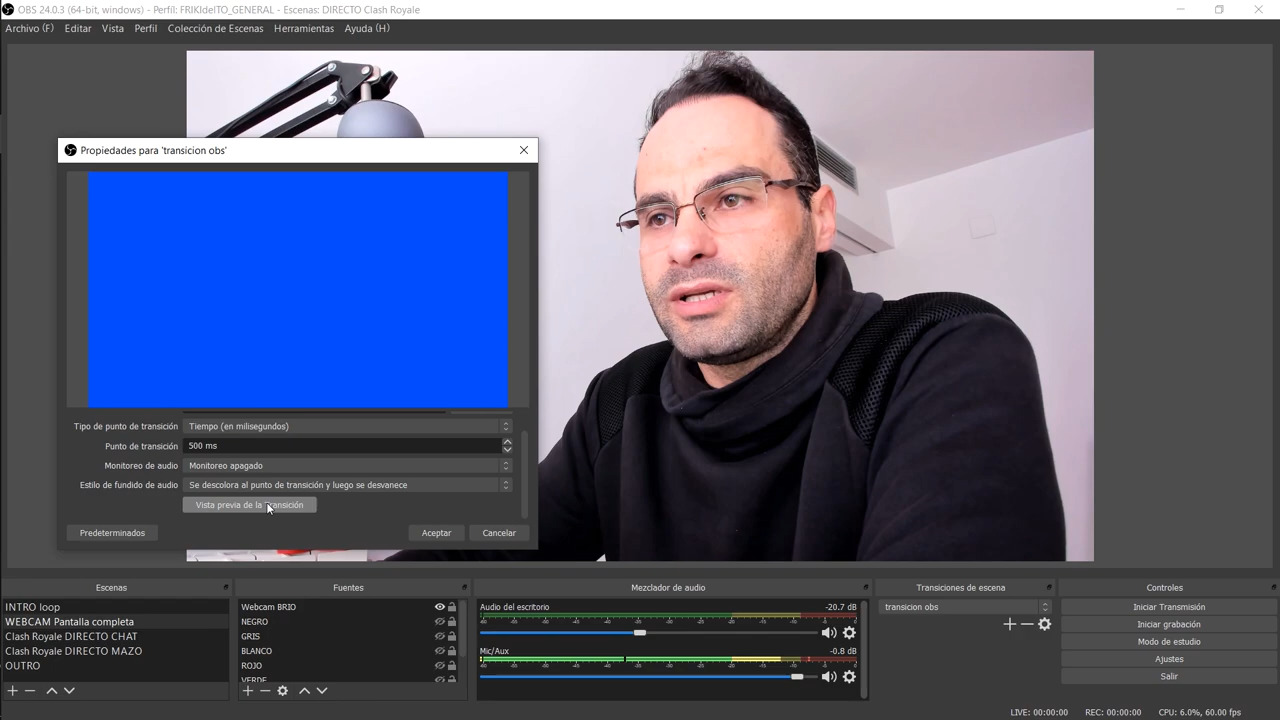 OBS 24.0.3 (64-bit, windows) - Perfil: FRIKIdelTO_GENERAL - Escenas: DIRECTO Clash Royale
Archivo (F) Editar Vista Perfil Colección de Escenas Herramientas Ayuda (H)
Propiedades para 'transicion obs'
Tipo de punto de transición Tiempo (en milisegundos)
Punto de transición 500 ms
Monitoreo de audio Monitoreo apagado
Estilo de fundido de audio Se descolora al punto de transición y luego se desvanece
Vista previa de la Transición
Predeterminados Aceptar Cancelar
Escenas
INTRO loop
WEBCAM Pantalla completa
Clash Royale DIRECTO CHAT
Clash Royale DIRECTO MAZO
OUTRO
Fuentes
Webcam BRIO
NEGRO
GRIS
BLANCO
ROJO
VERDE
Mezclador de audio
Audio del escritorio -20.7 dB
Mic/Aux -0.8 dB
Transiciones de escena
transicion obs
Controles
Iniciar Transmisión
Iniciar grabación
Modo de estudio
Ajustes
Salir
LIVE: 00:00:00 REC: 00:00:00 CPU: 6.0%, 60.00 fps